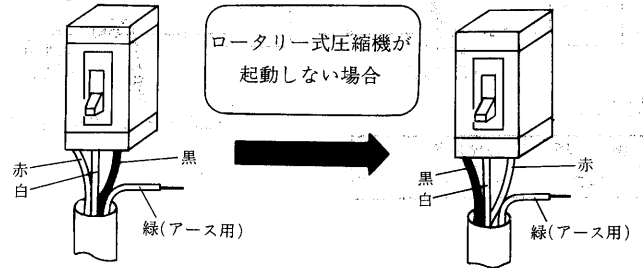 ロータリー式圧縮機が
起動しない場合
赤
白
黒
緑(アース用)
黒
白
赤
緑(アース用)